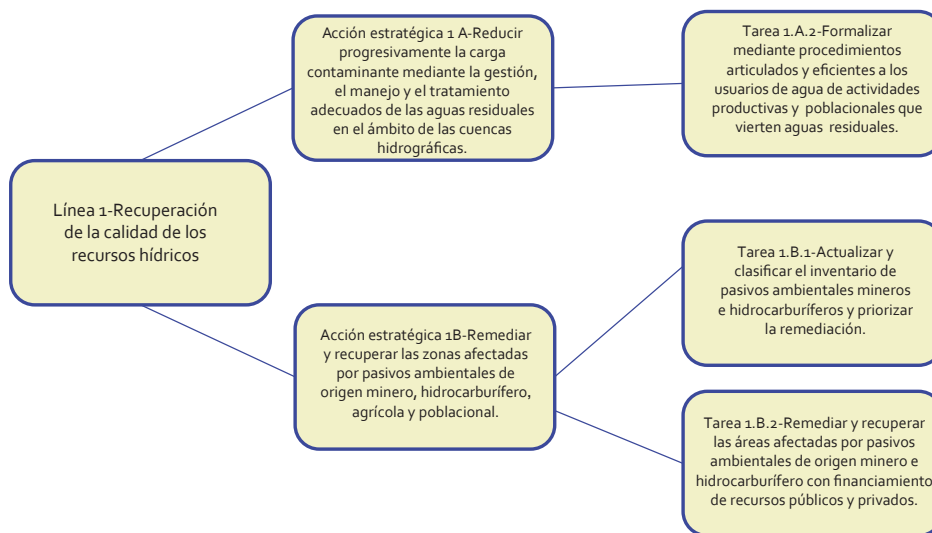 Línea 1-Recuperación
de la calidad de los
recursos hídricos
Acción estratégica 1 A-Reducir
progresivamente la carga
contaminante mediante la gestión,
el manejo y el tratamiento
adecuados de las aguas residuales
en el ámbito de las cuencas
hidrográficas.
Tarea 1.A.2-Formalizar
mediante procedimientos
articulados y eficientes a los
usuarios de agua de actividades
productivas y poblacionales que
vierten aguas residuales.
Acción estratégica 1B-Remediar
y recuperar las zonas afectadas
por pasivos ambientales de
origen minero, hidrocarburífero,
agrícola y poblacional.
Tarea 1.B.1-Actualizar y
clasificar el inventario de
pasivos ambientales mineros
e hidrocarburíferos y priorizar
la remediación.
Tarea 1.B.2-Remediar y recuperar
las áreas afectadas por pasivos
ambientales de origen minero e
hidrocarburífero con financiamiento
de recursos públicos y privados.